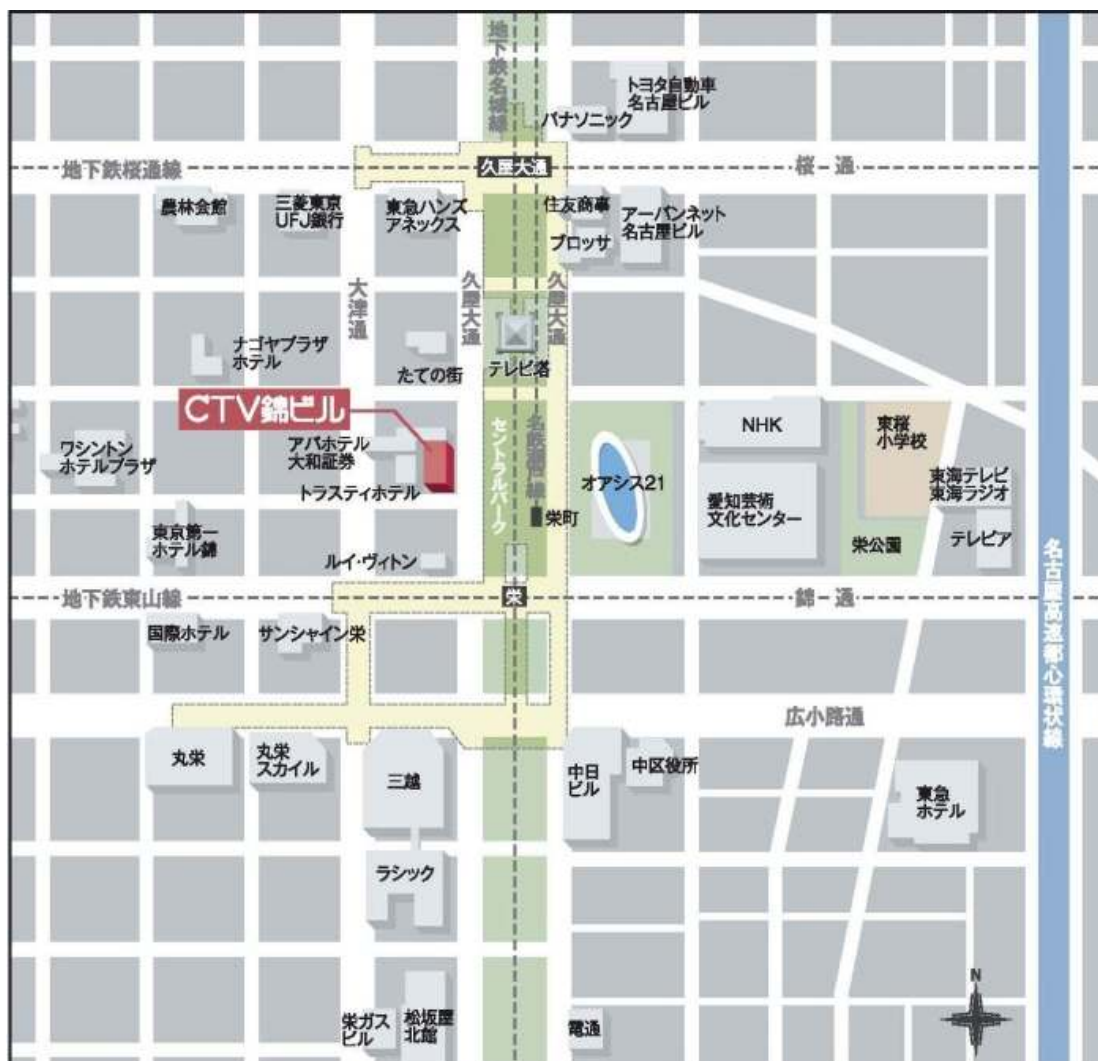 地下鉄名城線
トヨタ自動車
名古屋ビル
パナソニック
地下鉄桜通線
久屋大通
桜 通
農林会館
三菱東京
UFJ銀行
東急ハンズ
アネックス
住友商事
アーバンネット
名古屋ビル
ブロッサ
大津通
久屋大通
久屋大通
ナゴヤプラザ
ホテル
たての街
テレビ塔
CTV錦ビル
ワシントン
ホテルプラザ
アパホテル
大和証券
トラスティホテル
セントラルパーク
名鉄瀬戸線
オアシス21
NHK
東桜
小学校
愛知芸術
文化センター
東海テレビ
東海ラジオ
栄町
東京第一
ホテル錦
ルイ・ヴィトン
栄公園
テレピア
名古屋高速都心環状線
地下鉄東山線
栄
錦 通
国際ホテル
サンシャイン栄
広小路通
丸栄
丸栄
スカイル
三越
中日
ビル
中区役所
東急
ホテル
ラシック
N
栄ガス
ビル
松坂屋
北館
電通